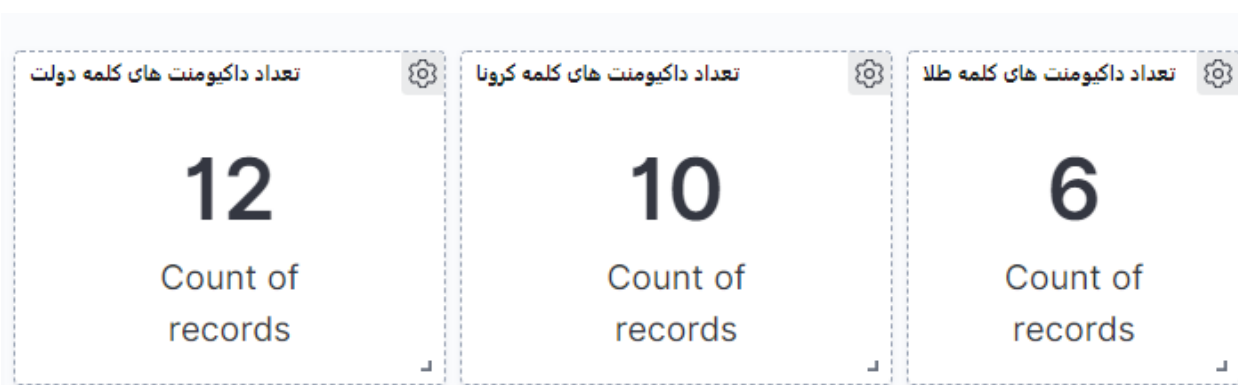 تعداد داکیومنت های کلمه دولت
12
Count of
records
تعداد داکیومنت های کلمه کرونا
10
Count of
records
تعداد داکیومنت های کلمه طلا
6
Count of
records